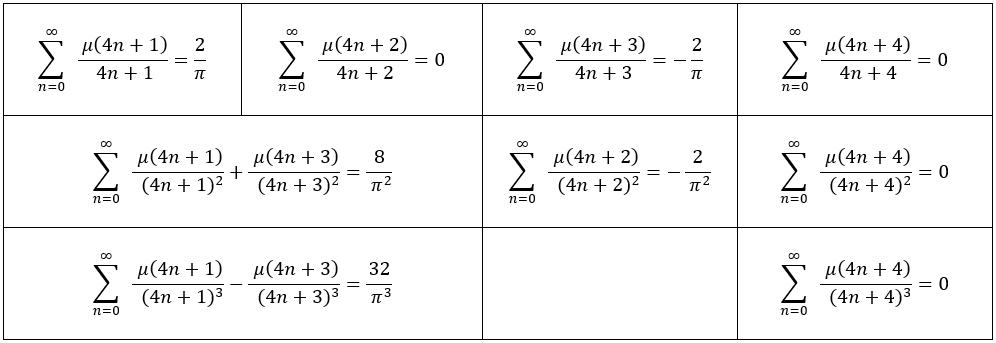 ∑_{n=0}^{∞} μ(4n + 1)/(4n + 1) = 2/π
∑_{n=0}^{∞} μ(4n + 2)/(4n + 2) = 0
∑_{n=0}^{∞} μ(4n + 3)/(4n + 3) = −2/π
∑_{n=0}^{∞} μ(4n + 4)/(4n + 4) = 0
∑_{n=0}^{∞} μ(4n + 1)/(4n + 1)² + μ(4n + 3)/(4n + 3)² = 8/π²
∑_{n=0}^{∞} μ(4n + 2)/(4n + 2)² = −2/π²
∑_{n=0}^{∞} μ(4n + 4)/(4n + 4)² = 0
∑_{n=0}^{∞} μ(4n + 1)/(4n + 1)³ − μ(4n + 3)/(4n + 3)³ = 32/π³
∑_{n=0}^{∞} μ(4n + 4)/(4n + 4)³ = 0